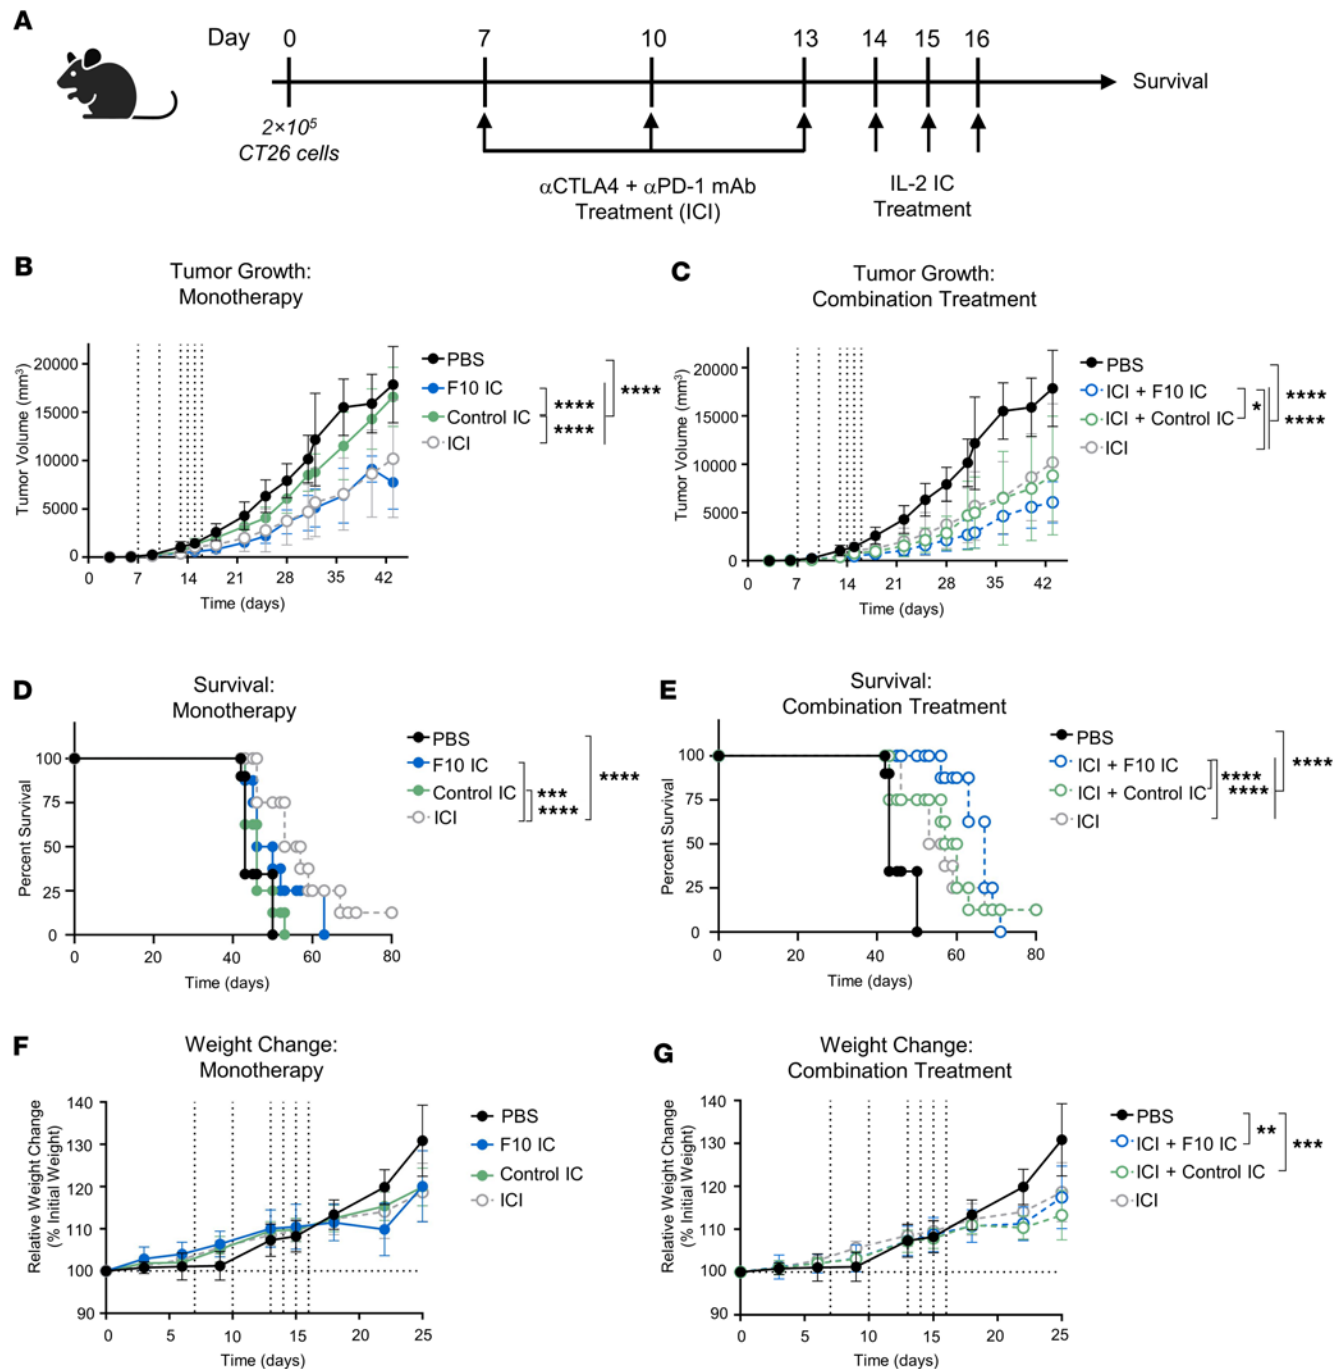 A
Day 0 7 10 13 14 15 16
Survival
2×10⁵
CT26 cells
αCTLA4 + αPD-1 mAb
Treatment (ICI)
IL-2 IC
Treatment
B
Tumor Growth:
Monotherapy
Tumor Volume (mm³)
20000
15000
10000
5000
0
0 7 14 21 28 35 42
Time (days)
PBS
F10 IC
Control IC
ICI
****
****
****
C
Tumor Growth:
Combination Treatment
Tumor Volume (mm³)
20000
15000
10000
5000
0
0 7 14 21 28 35 42
Time (days)
PBS
ICI + F10 IC
ICI + Control IC
ICI
*
****
****
D
Survival:
Monotherapy
Percent Survival
100
75
50
25
0
0 20 40 60 80
Time (days)
PBS
F10 IC
Control IC
ICI
***
****
****
E
Survival:
Combination Treatment
Percent Survival
100
75
50
25
0
0 20 40 60 80
Time (days)
PBS
ICI + F10 IC
ICI + Control IC
ICI
****
****
****
F
Weight Change:
Monotherapy
Relative Weight Change
(% Initial Weight)
140
130
120
110
100
90
0 5 10 15 20 25
Time (days)
PBS
F10 IC
Control IC
ICI
G
Weight Change:
Combination Treatment
Relative Weight Change
(% Initial Weight)
140
130
120
110
100
90
0 5 10 15 20 25
Time (days)
PBS
ICI + F10 IC
ICI + Control IC
ICI
**
***